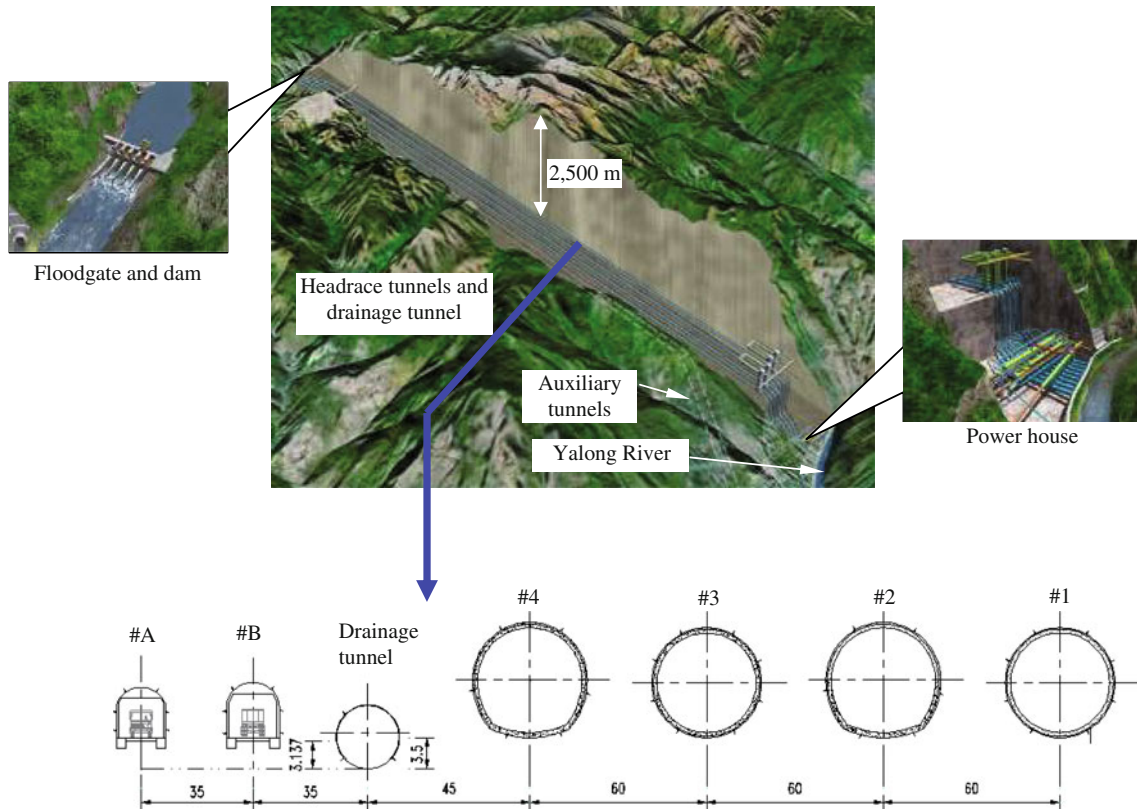 2,500 m
Floodgate and dam
Headrace tunnels and
drainage tunnel
Auxiliary
tunnels
Yalong River
Power house
#A
#B
Drainage
tunnel
#4
#3
#2
#1
3.137
3.5
35
35
45
60
60
60